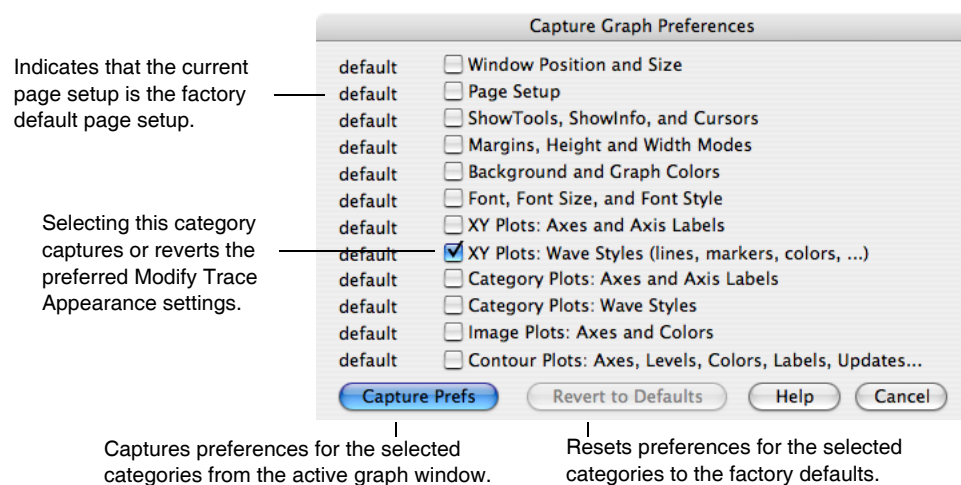 Capture Graph Preferences
Indicates that the current
page setup is the factory
default page setup.
default Window Position and Size
default Page Setup
default ShowTools, ShowInfo, and Cursors
default Margins, Height and Width Modes
default Background and Graph Colors
default Font, Font Size, and Font Style
default XY Plots: Axes and Axis Labels
default XY Plots: Wave Styles (lines, markers, colors, ...)
default Category Plots: Axes and Axis Labels
default Category Plots: Wave Styles
default Image Plots: Axes and Colors
default Contour Plots: Axes, Levels, Colors, Labels, Updates...
Selecting this category
captures or reverts the
preferred Modify Trace
Appearance settings.
Capture Prefs Revert to Defaults Help Cancel
Captures preferences for the selected
categories from the active graph window.
Resets preferences for the selected
categories to the factory defaults.